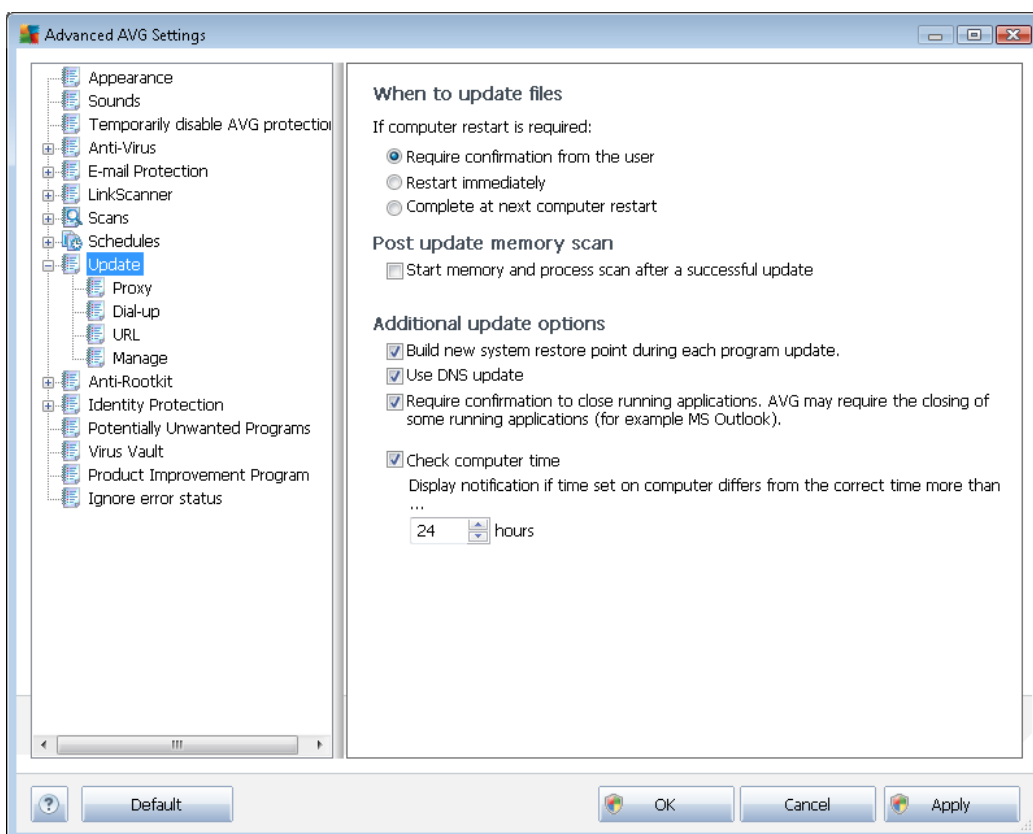 Advanced AVG Settings
Appearance
Sounds
Temporarily disable AVG protection
Anti-Virus
E-mail Protection
LinkScanner
Scans
Schedules
Update
Proxy
Dial-up
URL
Manage
Anti-Rootkit
Identity Protection
Potentially Unwanted Programs
Virus Vault
Product Improvement Program
Ignore error status
When to update files
If computer restart is required:
Require confirmation from the user
Restart immediately
Complete at next computer restart
Post update memory scan
Start memory and process scan after a successful update
Additional update options
Build new system restore point during each program update.
Use DNS update
Require confirmation to close running applications. AVG may require the closing of
some running applications (for example MS Outlook).
Check computer time
Display notification if time set on computer differs from the correct time more than
...
24 hours
? Default OK Cancel Apply